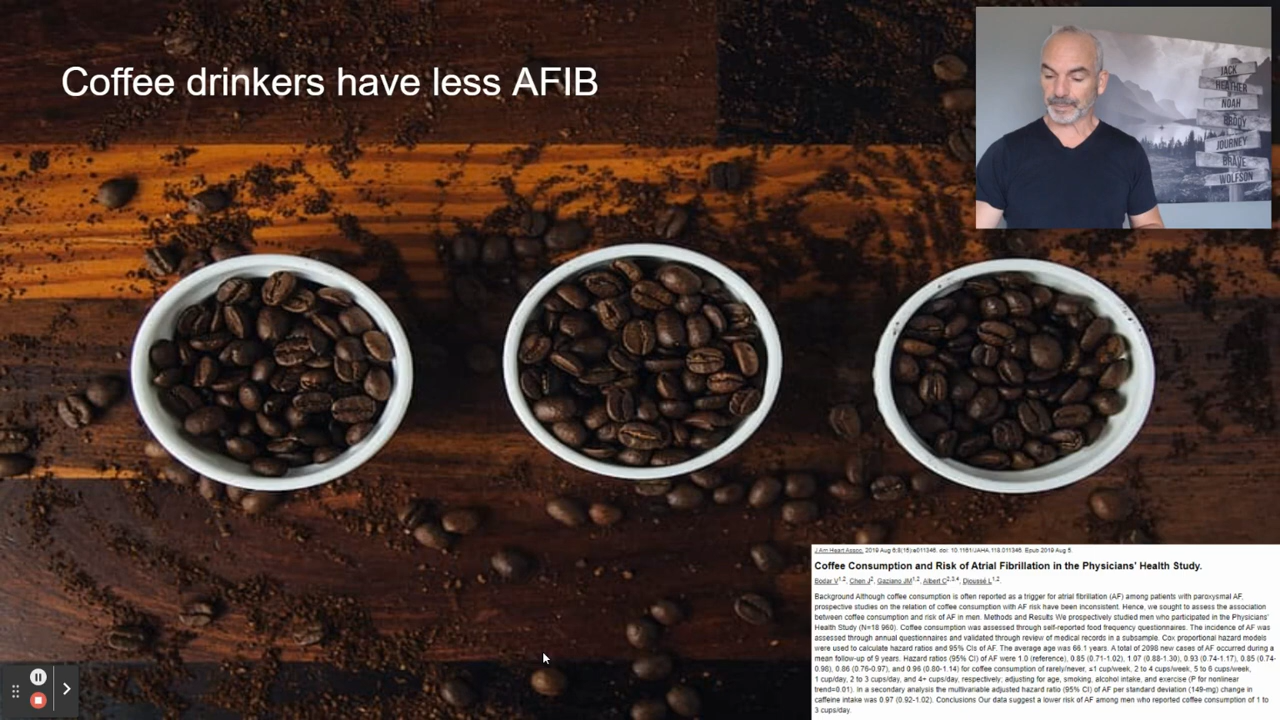 Coffee drinkers have less AFIB
JACK
HEATHER
NOAH
BRODY
JOURNEY
BRAVE
WOLFSON
J Am Heart Assoc. 2019 Aug 6;8(15):e011346. doi: 10.1161/JAHA.118.011346. Epub 2019 Aug 5.
Coffee Consumption and Risk of Atrial Fibrillation in the Physicians' Health Study.
Bodar V1,2, Chen J2, Gaziano JM1,2, Albert C2,3,4, Djoussé L1,2.
Background Although coffee consumption is often reported as a trigger for atrial fibrillation (AF) among patients with paroxysmal AF,
prospective studies on the relation of coffee consumption with AF risk have been inconsistent. Hence, we sought to assess the association
between coffee consumption and risk of AF in men. Methods and Results We prospectively studied men who participated in the Physicians'
Health Study (N=18 960). Coffee consumption was assessed through self-reported food frequency questionnaires. The incidence of AF was
assessed through annual questionnaires and validated through review of medical records in a subsample. Cox proportional hazard models
were used to calculate hazard ratios and 95% CIs of AF. The average age was 66.1 years. A total of 2098 new cases of AF occurred during a
mean follow-up of 9 years. Hazard ratios (95% CI) of AF were 1.0 (reference), 0.85 (0.71-1.02), 1.07 (0.88-1.30), 0.93 (0.74-1.17), 0.85 (0.74-
0.98), 0.86 (0.76-0.97), and 0.96 (0.80-1.14) for coffee consumption of rarely/never, ≤1 cup/week, 2 to 4 cups/week, 5 to 6 cups/week,
1 cup/day, 2 to 3 cups/day, and 4+ cups/day, respectively; adjusting for age, smoking, alcohol intake, and exercise (P for nonlinear
trend=0.01). In a secondary analysis the multivariable adjusted hazard ratio (95% CI) of AF per standard deviation (149-mg) change in
caffeine intake was 0.97 (0.92-1.02). Conclusions Our data suggest a lower risk of AF among men who reported coffee consumption of 1 to
3 cups/day.